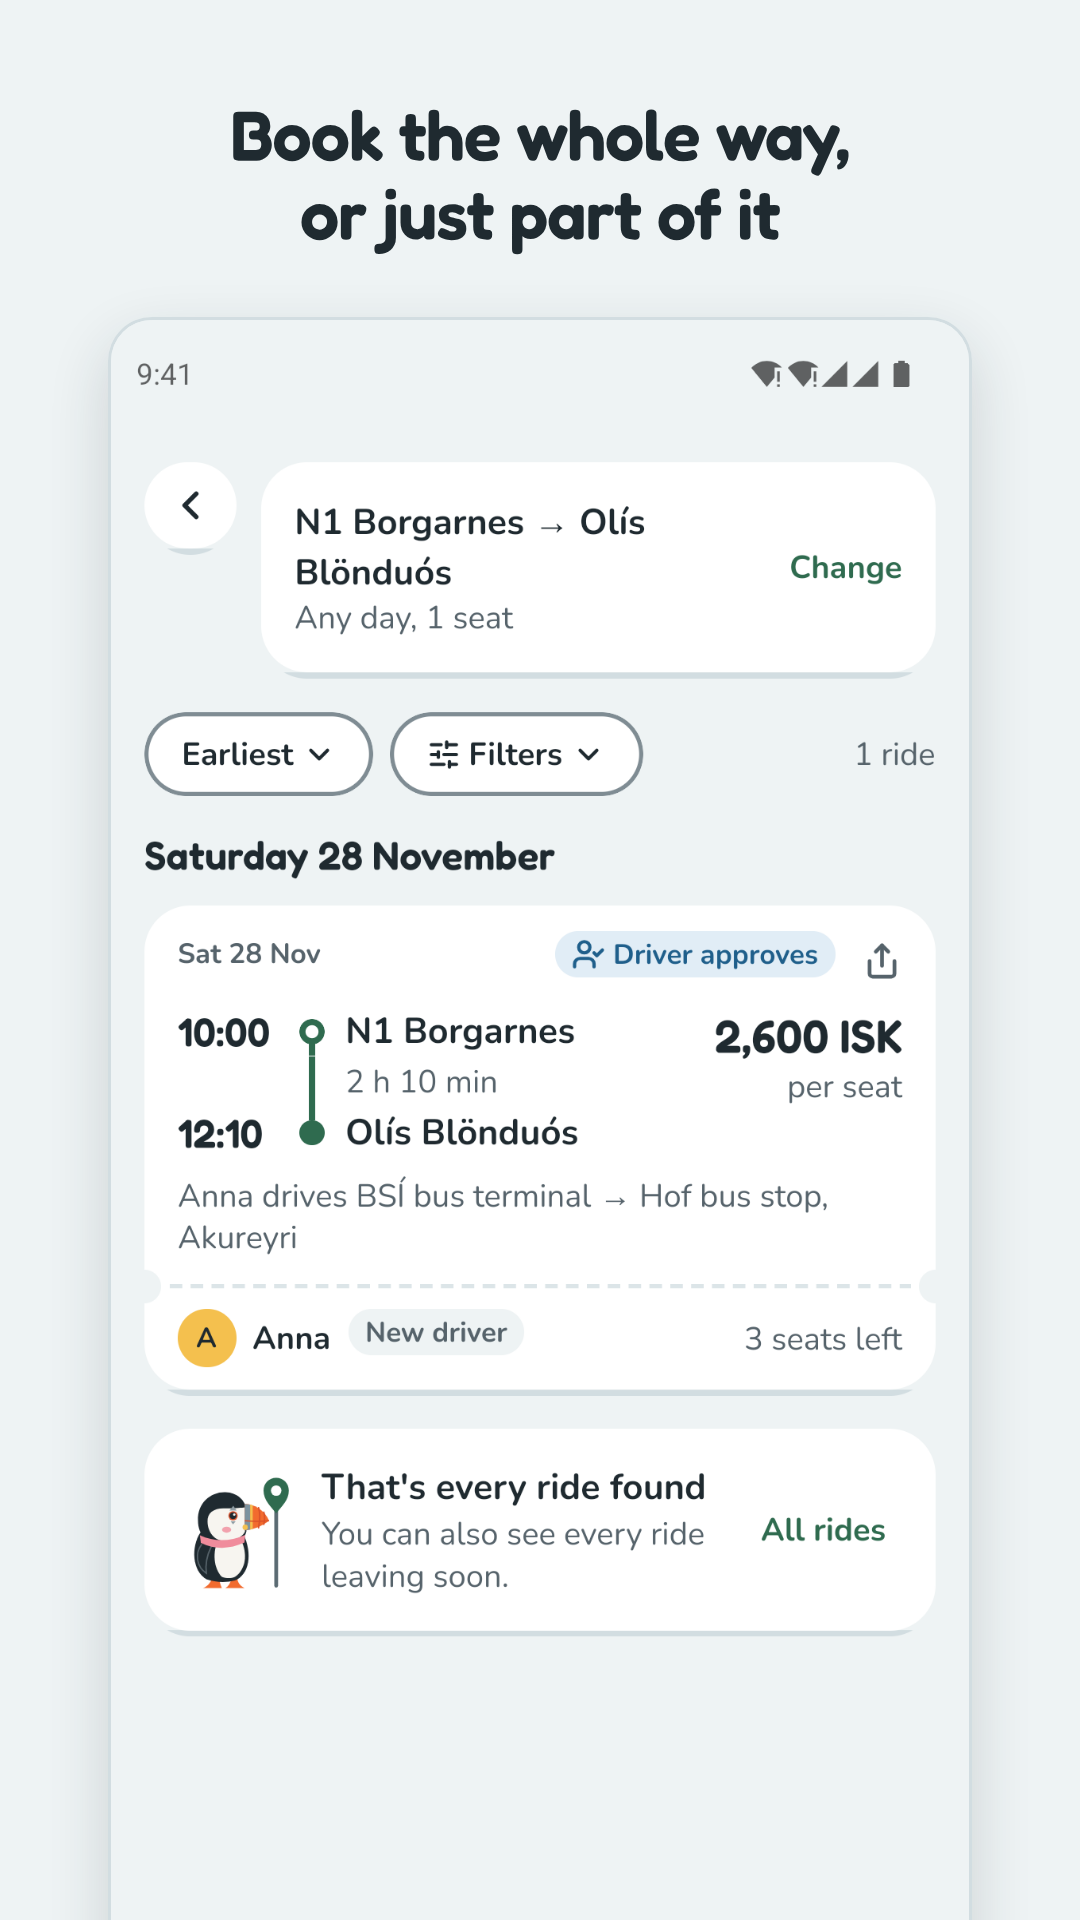 Book the whole way,
or just part of it
9:41
N1 Borgarnes → Olís
Blönduós
Any day, 1 seat
Change
Earliest
Filters
1 ride
Saturday 28 November
Sat 28 Nov
Driver approves
10:00
N1 Borgarnes
2,600 ISK
2 h 10 min
per seat
12:10
Olís Blönduós
Anna drives BSÍ bus terminal → Hof bus stop,
Akureyri
A
Anna
New driver
3 seats left
That's every ride found
You can also see every ride
leaving soon.
All rides